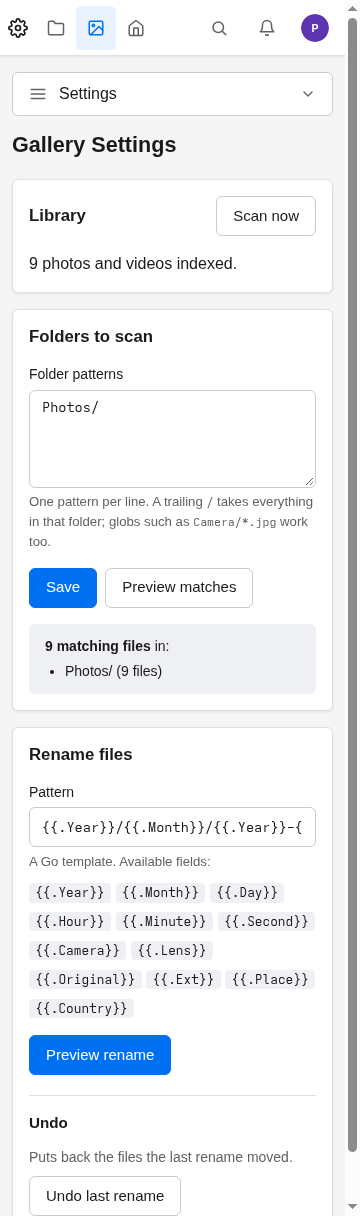 P
Settings
Gallery Settings
Library
Scan now
9 photos and videos indexed.
Folders to scan
Folder patterns
Photos/
One pattern per line. A trailing / takes everything
in that folder; globs such as Camera/*.jpg work
too.
Save
Preview matches
9 matching files in:
• Photos/ (9 files)
Rename files
Pattern
{{.Year}}/{{.Month}}/{{.Year}}-{
A Go template. Available fields:
{{.Year}} {{.Month}} {{.Day}}
{{.Hour}} {{.Minute}} {{.Second}}
{{.Camera}} {{.Lens}}
{{.Original}} {{.Ext}} {{.Place}}
{{.Country}}
Preview rename
Undo
Puts back the files the last rename moved.
Undo last rename